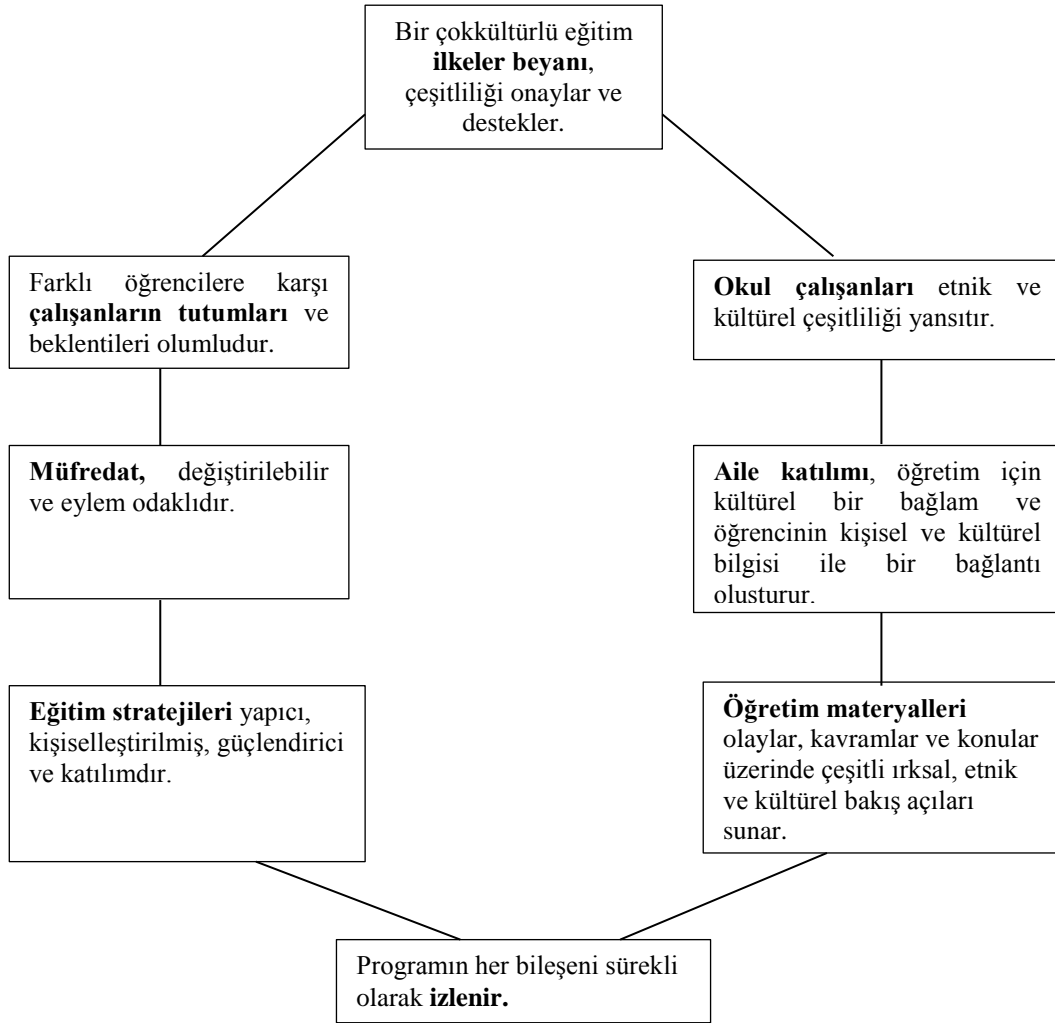 Bir çokkültürlü eğitim
ilkeler beyanı,
çeşitliliği onaylar ve
destekler.
Farklı öğrencilere karşı
çalışanların tutumları ve
beklentileri olumludur.
Okul çalışanları etnik ve
kültürel çeşitliliği yansıtır.
Müfredat, değiştirilebilir
ve eylem odaklıdır.
Aile katılımı, öğretim için
kültürel bir bağlam ve
öğrencinin kişisel ve kültürel
bilgisi ile bir bağlantı
olusturur.
Eğitim stratejileri yapıcı,
kişiselleştirilmiş, güçlendirici
ve katılımdır.
Öğretim materyalleri
olaylar, kavramlar ve konular
üzerinde çeşitli ırksal, etnik
ve kültürel bakış açıları
sunar.
Programın her bileşeni sürekli
olarak izlenir.